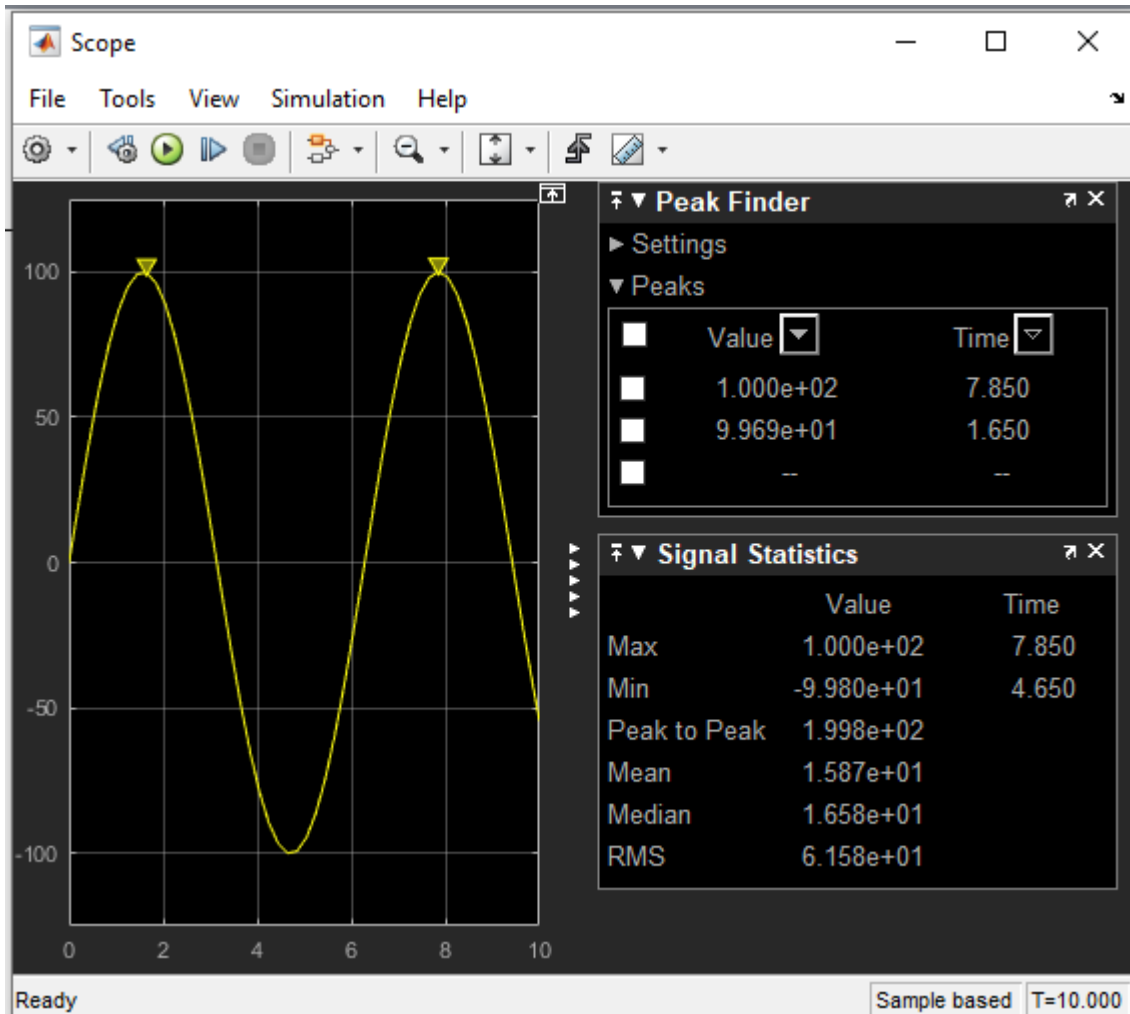 Scope
File Tools View Simulation Help
Peak Finder
Settings
Peaks
Value Time
1.000e+02 7.850
9.969e+01 1.650
-- --
Signal Statistics
Value Time
Max 1.000e+02 7.850
Min -9.980e+01 4.650
Peak to Peak 1.998e+02
Mean 1.587e+01
Median 1.658e+01
RMS 6.158e+01
100
50
0
-50
-100
0 2 4 6 8 10
Ready Sample based T=10.000